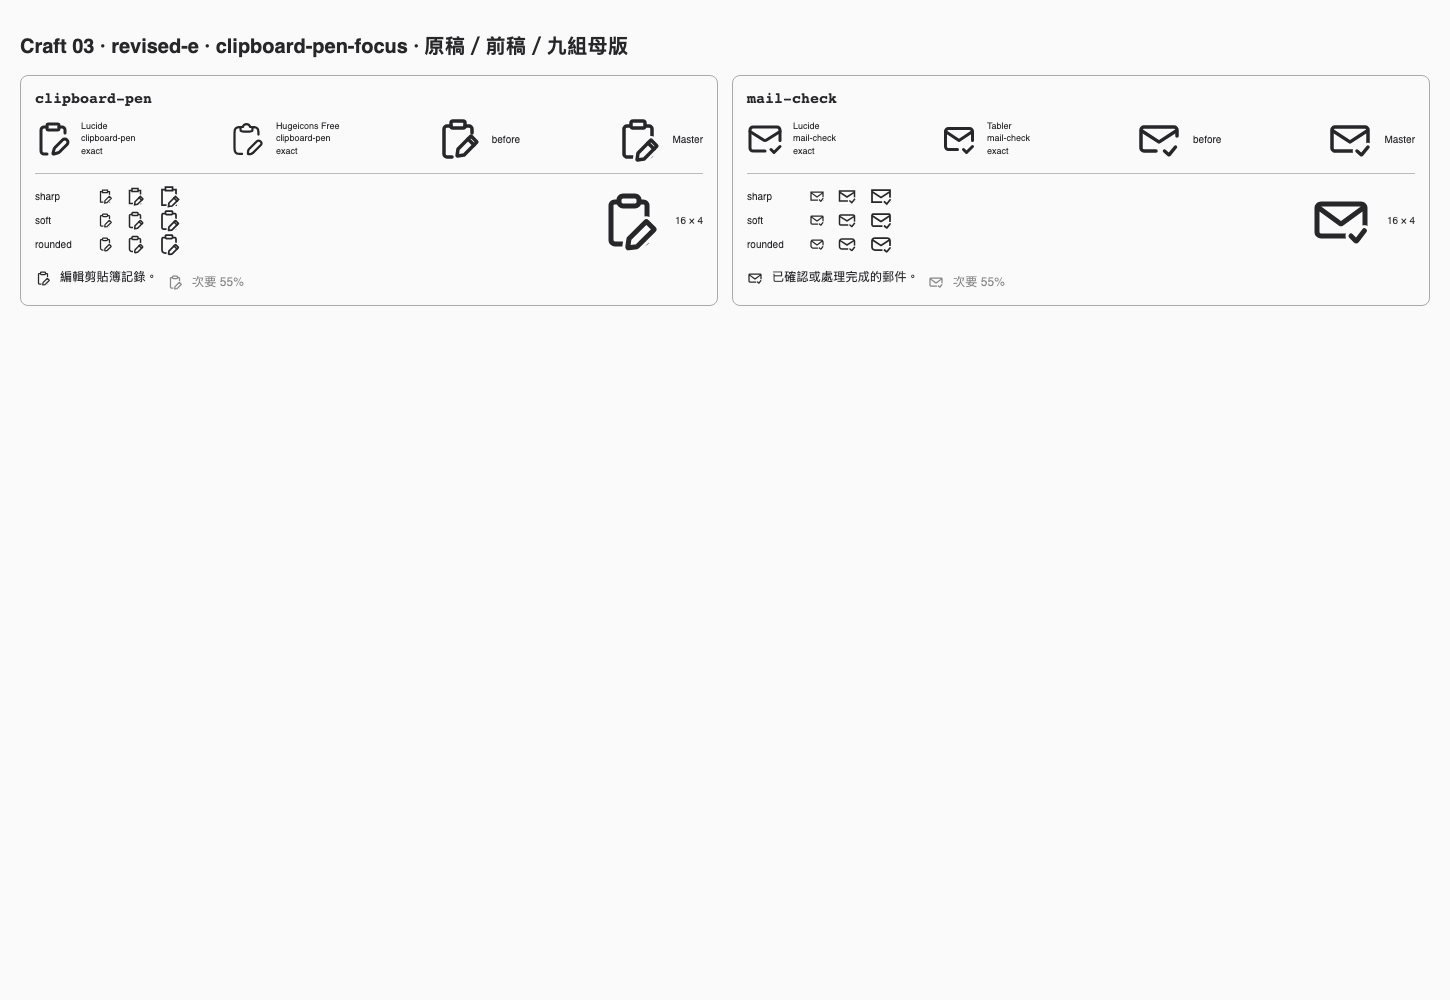 Craft 03 · revised-e · clipboard-pen-focus · 原稿 / 前稿 / 九組母版
clipboard-pen
Lucide
clipboard-pen
exact
Hugeicons Free
clipboard-pen
exact
before
Master
sharp
soft
rounded
16 × 4
編輯剪貼簿記錄。
次要 55%
mail-check
Lucide
mail-check
exact
Tabler
mail-check
exact
before
Master
sharp
soft
rounded
16 × 4
已確認或處理完成的郵件。
次要 55%